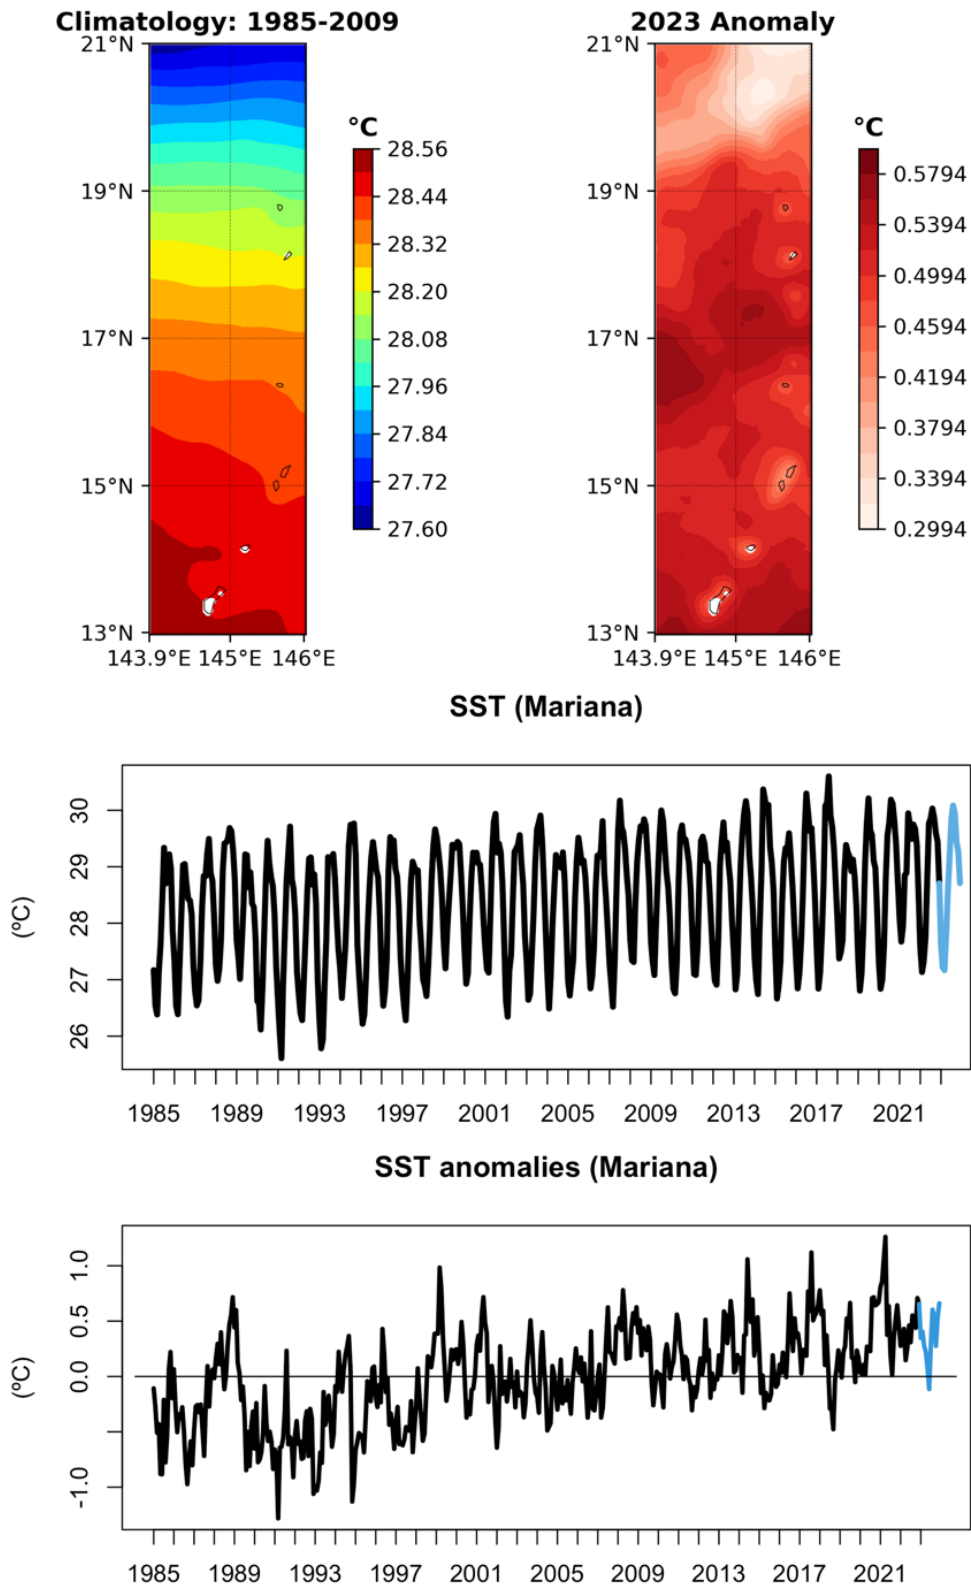 Climatology: 1985-2009
21°N
19°N
17°N
15°N
13°N
143.9°E 145°E 146°E
°C
28.56
28.44
28.32
28.20
28.08
27.96
27.84
27.72
27.60
2023 Anomaly
21°N
19°N
17°N
15°N
13°N
143.9°E 145°E 146°E
°C
0.5794
0.5394
0.4994
0.4594
0.4194
0.3794
0.3394
0.2994
SST (Mariana)
(ºC)
30
29
28
27
26
1985 1989 1993 1997 2001 2005 2009 2013 2017 2021
SST anomalies (Mariana)
(ºC)
1.0
0.5
0.0
-1.0
1985 1989 1993 1997 2001 2005 2009 2013 2017 2021